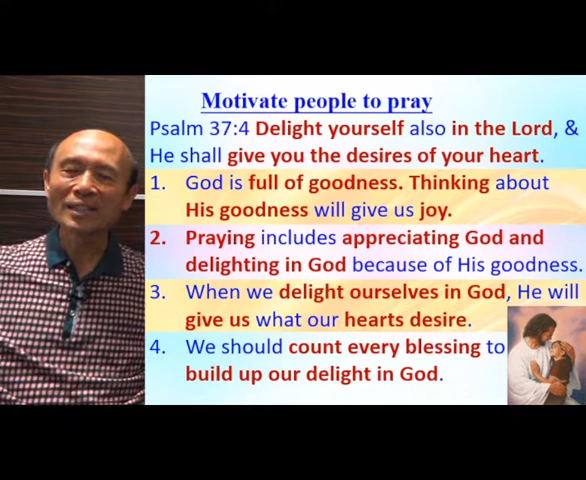 Motivate people to pray
Psalm 37:4 Delight yourself also in the Lord, &
He shall give you the desires of your heart.
1. God is full of goodness. Thinking about
His goodness will give us joy.
2. Praying includes appreciating God and
delighting in God because of His goodness.
3. When we delight ourselves in God, He will
give us what our hearts desire.
4. We should count every blessing to
build up our delight in God.